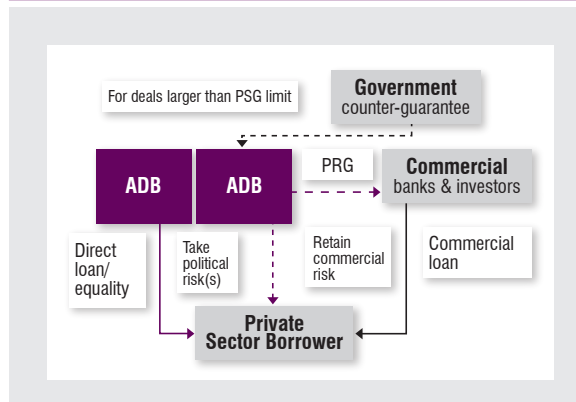 Government
counter-guarantee
For deals larger than PSG limit
ADB
ADB
PRG
Commercial
banks & investors
Direct
loan/
equality
Take
political
risk(s)
Retain
commercial
risk
Commercial
loan
Private
Sector Borrower